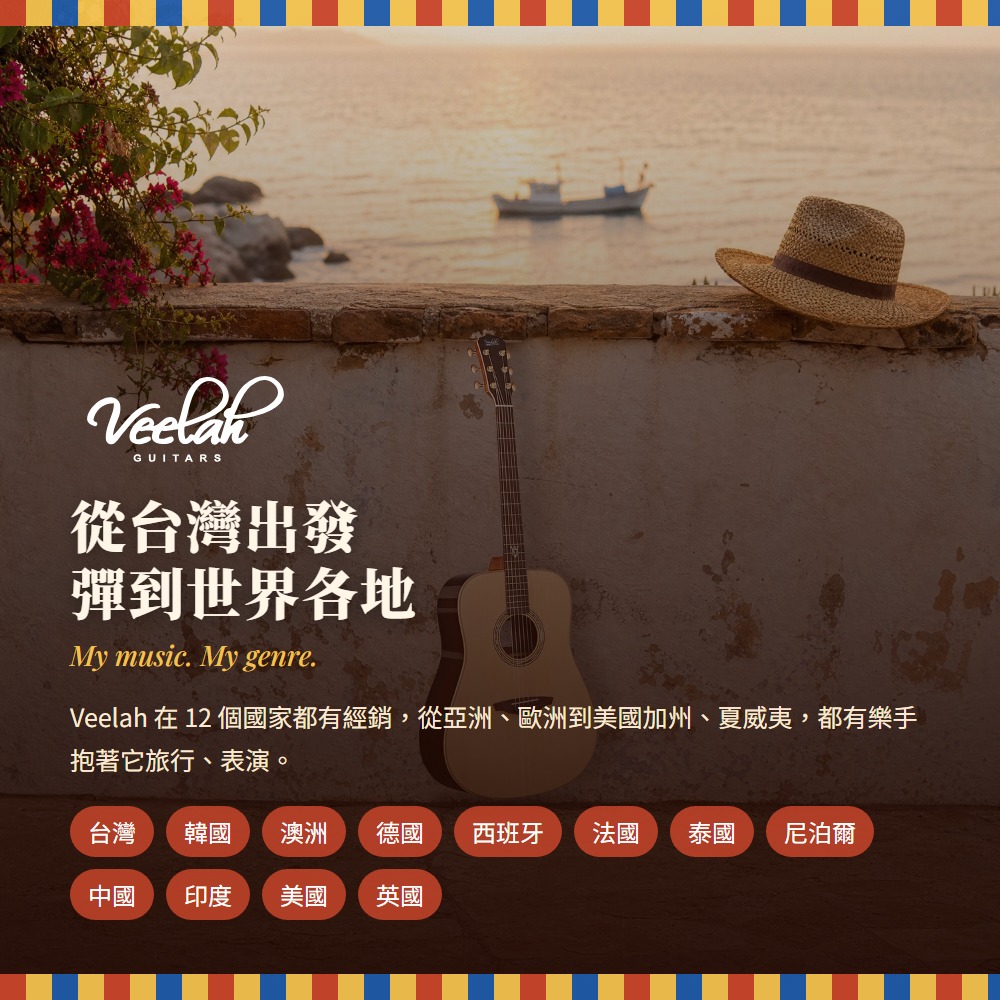 Veelah
GUITARS
從台灣出發
彈到世界各地
My music. My genre.
Veelah 在 12 個國家都有經銷，從亞洲、歐洲到美國加州、夏威夷，都有樂手
抱著它旅行、表演。
台灣 韓國 澳洲 德國 西班牙 法國 泰國 尼泊爾
中國 印度 美國 英國